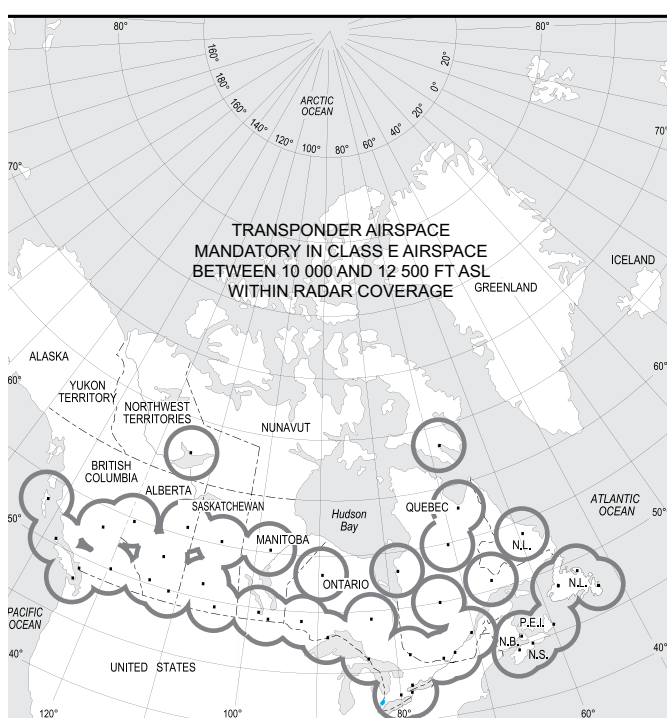 80°
80°
160°
180°
160°
140°
120°
100°
80°
60°
40°
20°
0°
20°
ARCTIC
OCEAN
70°
70°
TRANSPONDER AIRSPACE
MANDATORY IN CLASS E AIRSPACE
BETWEEN 10 000 AND 12 500 FT ASL
WITHIN RADAR COVERAGE
GREENLAND
ICELAND
ALASKA
60°
60°
YUKON
TERRITORY
NORTHWEST
TERRITORIES
NUNAVUT
BRITISH
COLUMBIA
ALBERTA
SASKATCHEWAN
MANITOBA
Hudson
Bay
ONTARIO
QUEBEC
ATLANTIC
OCEAN
50°
50°
N.L.
N.L.
P.E.I.
N.B.
N.S.
PACIFIC
OCEAN
40°
40°
UNITED STATES
120°
100°
80°
60°